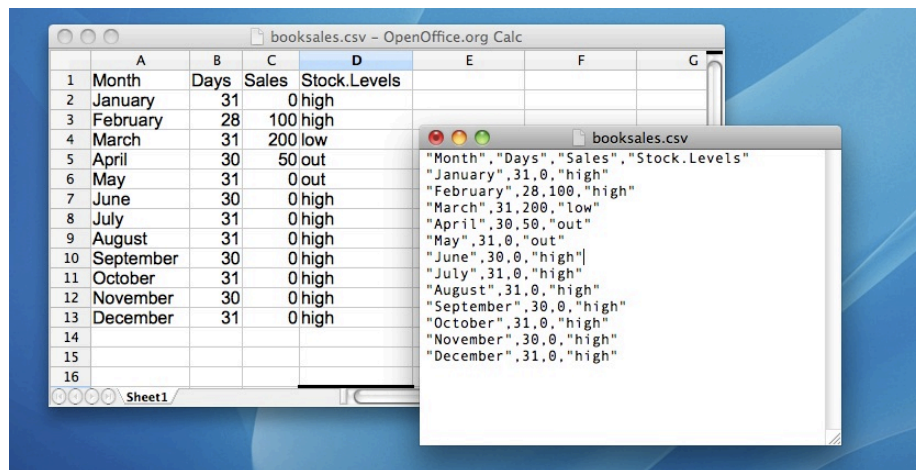 booksales.csv – OpenOffice.org Calc
A B C D E F G
1 Month Days Sales Stock.Levels
2 January 31 0 high
3 February 28 100 high
4 March 31 200 low
5 April 30 50 out
6 May 31 0 out
7 June 30 0 high
8 July 31 0 high
9 August 31 0 high
10 September 30 0 high
11 October 31 0 high
12 November 30 0 high
13 December 31 0 high
14
15
16
Sheet1
booksales.csv
"Month","Days","Sales","Stock.Levels"
"January",31,0,"high"
"February",28,100,"high"
"March",31,200,"low"
"April",30,50,"out"
"May",31,0,"out"
"June",30,0,"high"
"July",31,0,"high"
"August",31,0,"high"
"September",30,0,"high"
"October",31,0,"high"
"November",30,0,"high"
"December",31,0,"high"